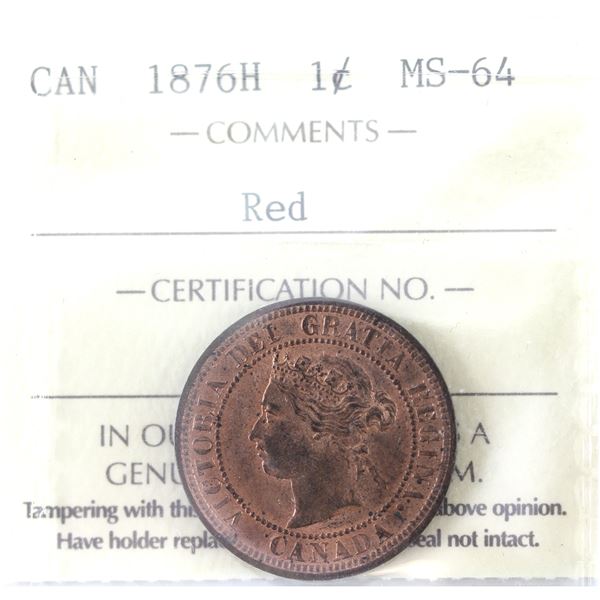 CAN 1876H 1¢ MS-64
— COMMENTS —
Red
— CERTIFICATION NO. —
VICTORIA DEI GRATIA REGINA.
CANADA
IN OU
A
GENU
M.
Tampering with the
above opinion.
Have holder repla
eal not intact.